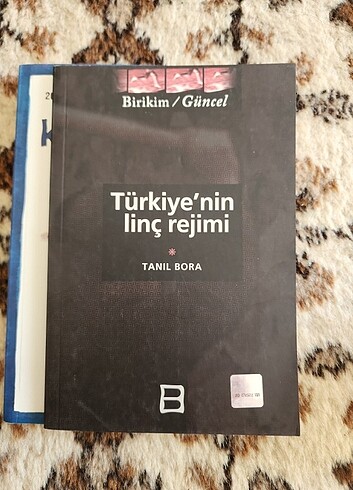 Birikim / Güncel
Türkiye'nin
linç rejimi
TANIL BORA
B